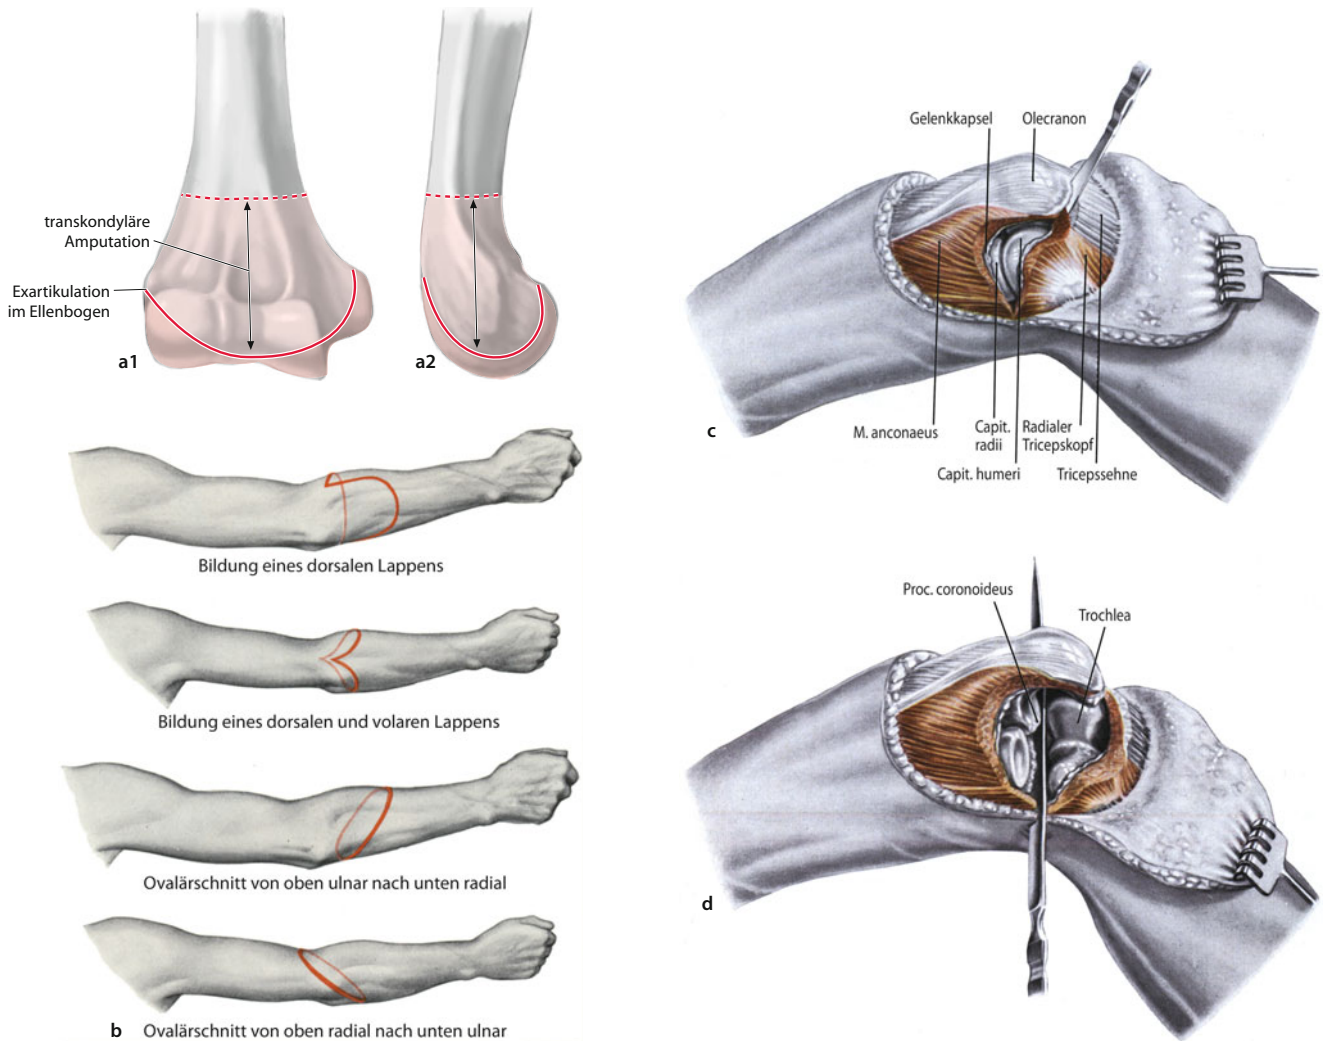 transkondyläre
Amputation
Exartikulation
im Ellenbogen
a1
a2
Bildung eines dorsalen Lappens
Bildung eines dorsalen und volaren Lappens
Ovalärschnitt von oben ulnar nach unten radial
b Ovalärschnitt von oben radial nach unten ulnar
Gelenkkapsel
Olecranon
c
M. anconaeus
Capit.
radii
Radialer
Tricepskopf
Capit. humeri
Tricepssehne
Proc. coronoideus
Trochlea
d